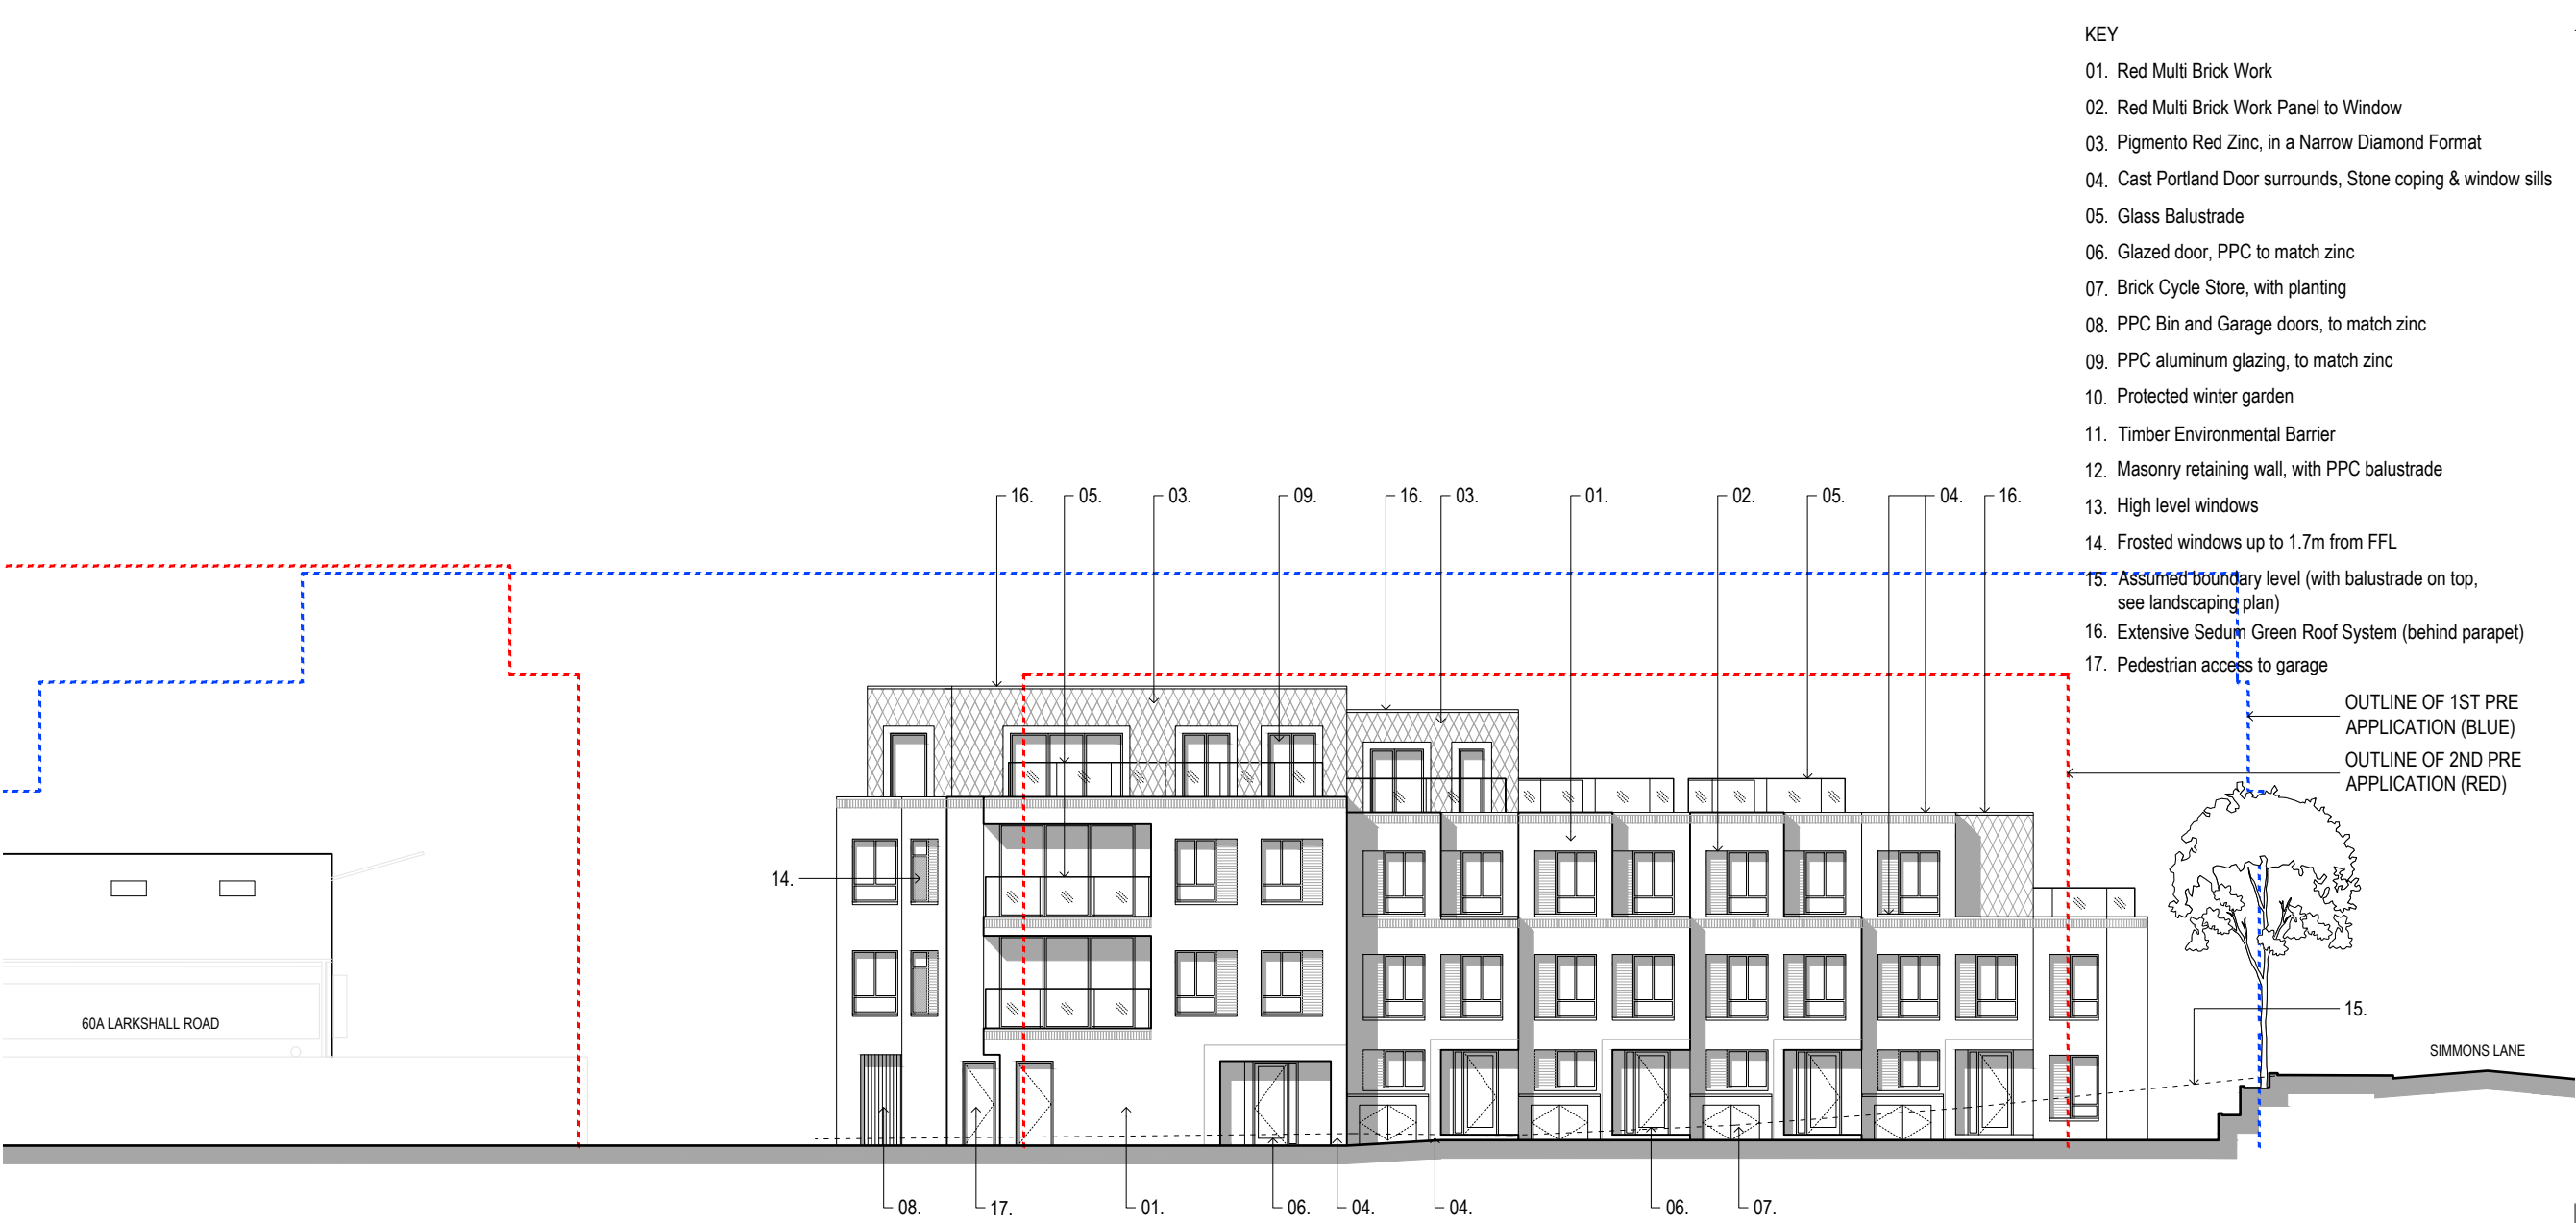 KEY
01. Red Multi Brick Work
02. Red Multi Brick Work Panel to Window
03. Pigmento Red Zinc, in a Narrow Diamond Format
04. Cast Portland Door surrounds, Stone coping & window sills
05. Glass Balustrade
06. Glazed door, PPC to match zinc
07. Brick Cycle Store, with planting
08. PPC Bin and Garage doors, to match zinc
09. PPC aluminum glazing, to match zinc
10. Protected winter garden
11. Timber Environmental Barrier
12. Masonry retaining wall, with PPC balustrade
13. High level windows
14. Frosted windows up to 1.7m from FFL
15. Assumed boundary level (with balustrade on top,
see landscaping plan)
16. Extensive Sedum Green Roof System (behind parapet)
17. Pedestrian access to garage
16. 05. 03. 09. 16. 03. 01. 02. 05. 04. 16.
OUTLINE OF 1ST PRE
APPLICATION (BLUE)
OUTLINE OF 2ND PRE
APPLICATION (RED)
14.
15.
60A LARKSHALL ROAD
SIMMONS LANE
08. 17. 01. 06. 04. 04. 06. 07.